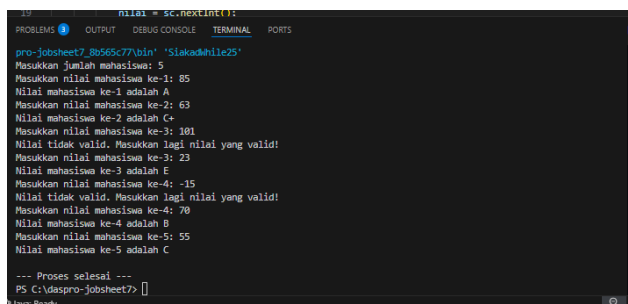 19 nilai = sc.nextInt();
PROBLEMS 3 OUTPUT DEBUG CONSOLE TERMINAL PORTS
pro-jobsheet7_8b565c77\bin' 'SiakadWhile25'
Masukkan jumlah mahasiswa: 5
Masukkan nilai mahasiswa ke-1: 85
Nilai mahasiswa ke-1 adalah A
Masukkan nilai mahasiswa ke-2: 63
Nilai mahasiswa ke-2 adalah C+
Masukkan nilai mahasiswa ke-3: 101
Nilai tidak valid. Masukkan lagi nilai yang valid!
Masukkan nilai mahasiswa ke-3: 23
Nilai mahasiswa ke-3 adalah E
Masukkan nilai mahasiswa ke-4: -15
Nilai tidak valid. Masukkan lagi nilai yang valid!
Masukkan nilai mahasiswa ke-4: 70
Nilai mahasiswa ke-4 adalah B
Masukkan nilai mahasiswa ke-5: 55
Nilai mahasiswa ke-5 adalah C
--- Proses selesai ---
PS C:\daspro-jobsheet7>
Java: Ready